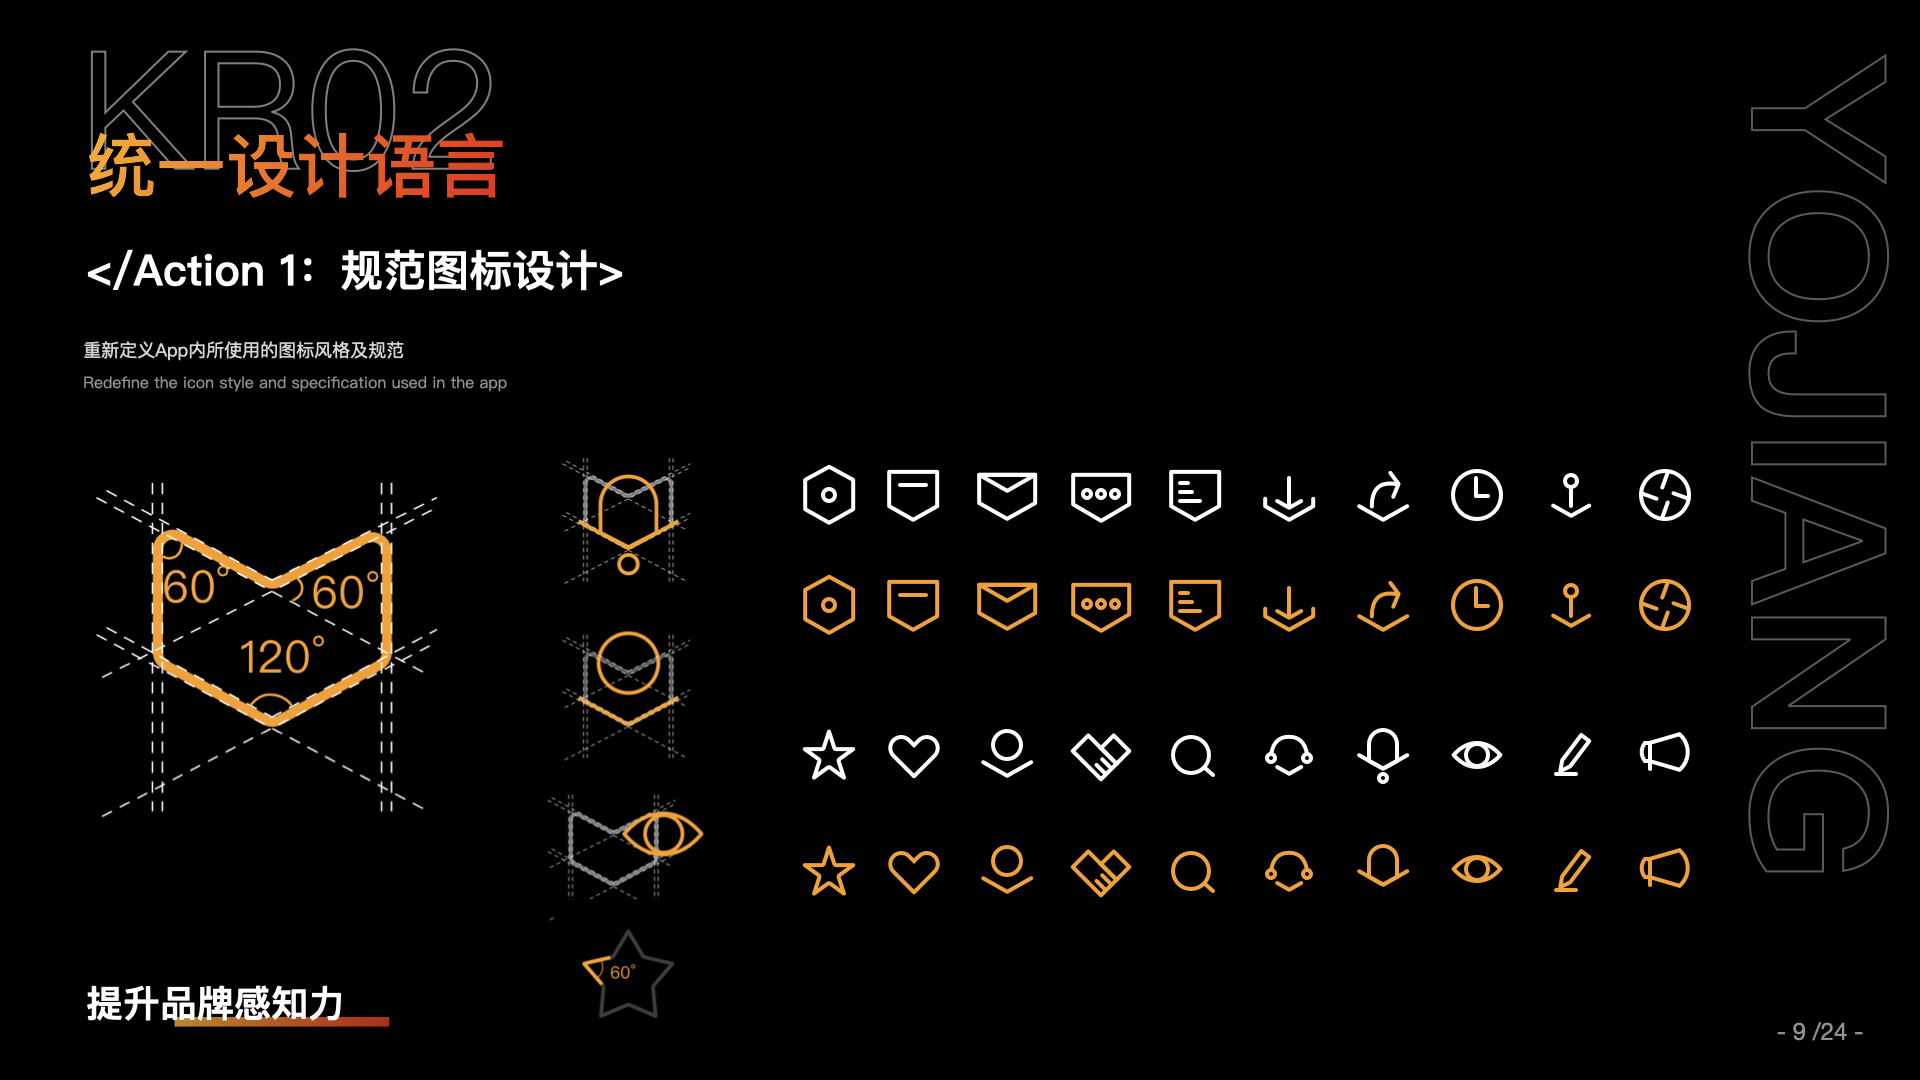 KR02
统一设计语言
</Action 1：规范图标设计>
重新定义App内所使用的图标风格及规范
Redefine the icon style and specification used in the app
60°
60°
120°
60°
提升品牌感知力
YOJIANG
- 9 /24 -